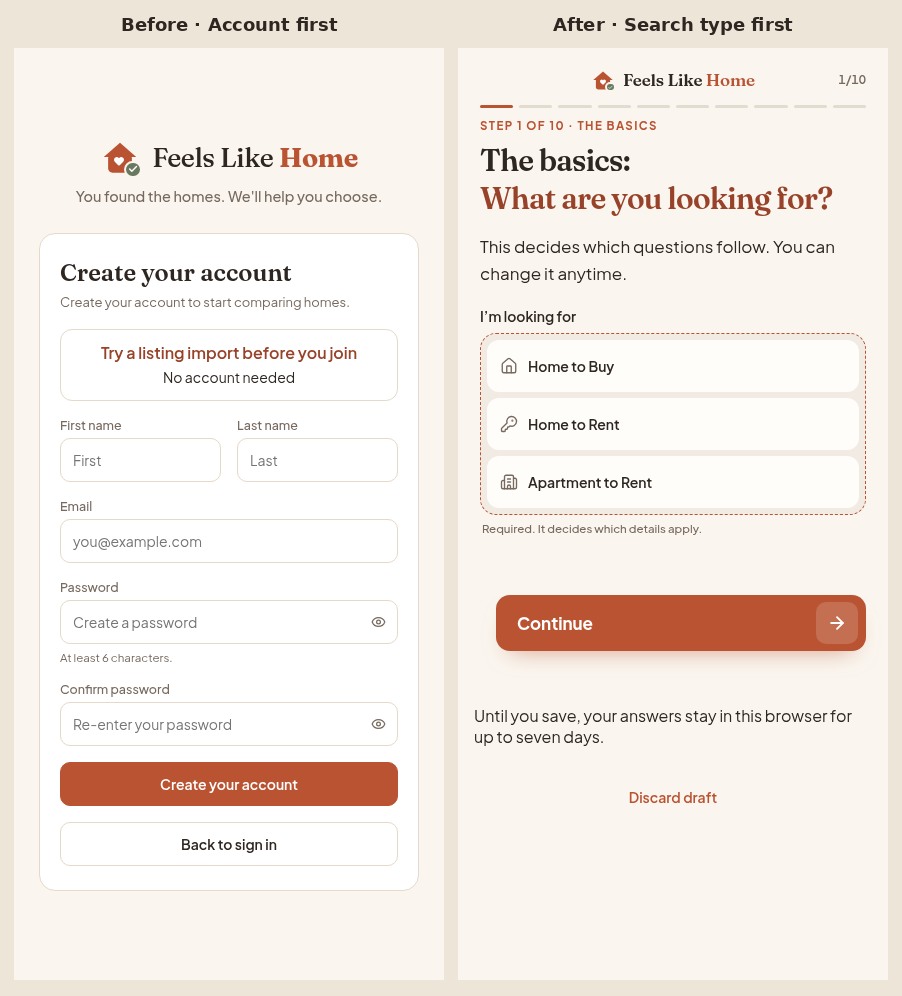 Before · Account first
Feels Like Home
You found the homes. We'll help you choose.
Create your account
Create your account to start comparing homes.
Try a listing import before you join
No account needed
First name
Last name
First
Last
Email
you@example.com
Password
Create a password
At least 6 characters.
Confirm password
Re-enter your password
Create your account
Back to sign in
After · Search type first
Feels Like Home
1/10
STEP 1 OF 10 · THE BASICS
The basics:
What are you looking for?
This decides which questions follow. You can
change it anytime.
I’m looking for
Home to Buy
Home to Rent
Apartment to Rent
Required. It decides which details apply.
Continue
Until you save, your answers stay in this browser for
up to seven days.
Discard draft